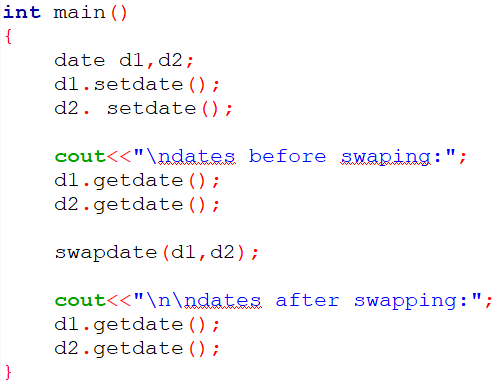 int main()
{
date d1,d2;
d1.setdate();
d2. setdate();
cout<<"\ndates before swaping:";
d1.getdate();
d2.getdate();
swapdate(d1,d2);
cout<<"\n\ndates after swapping:";
d1.getdate();
d2.getdate();
}